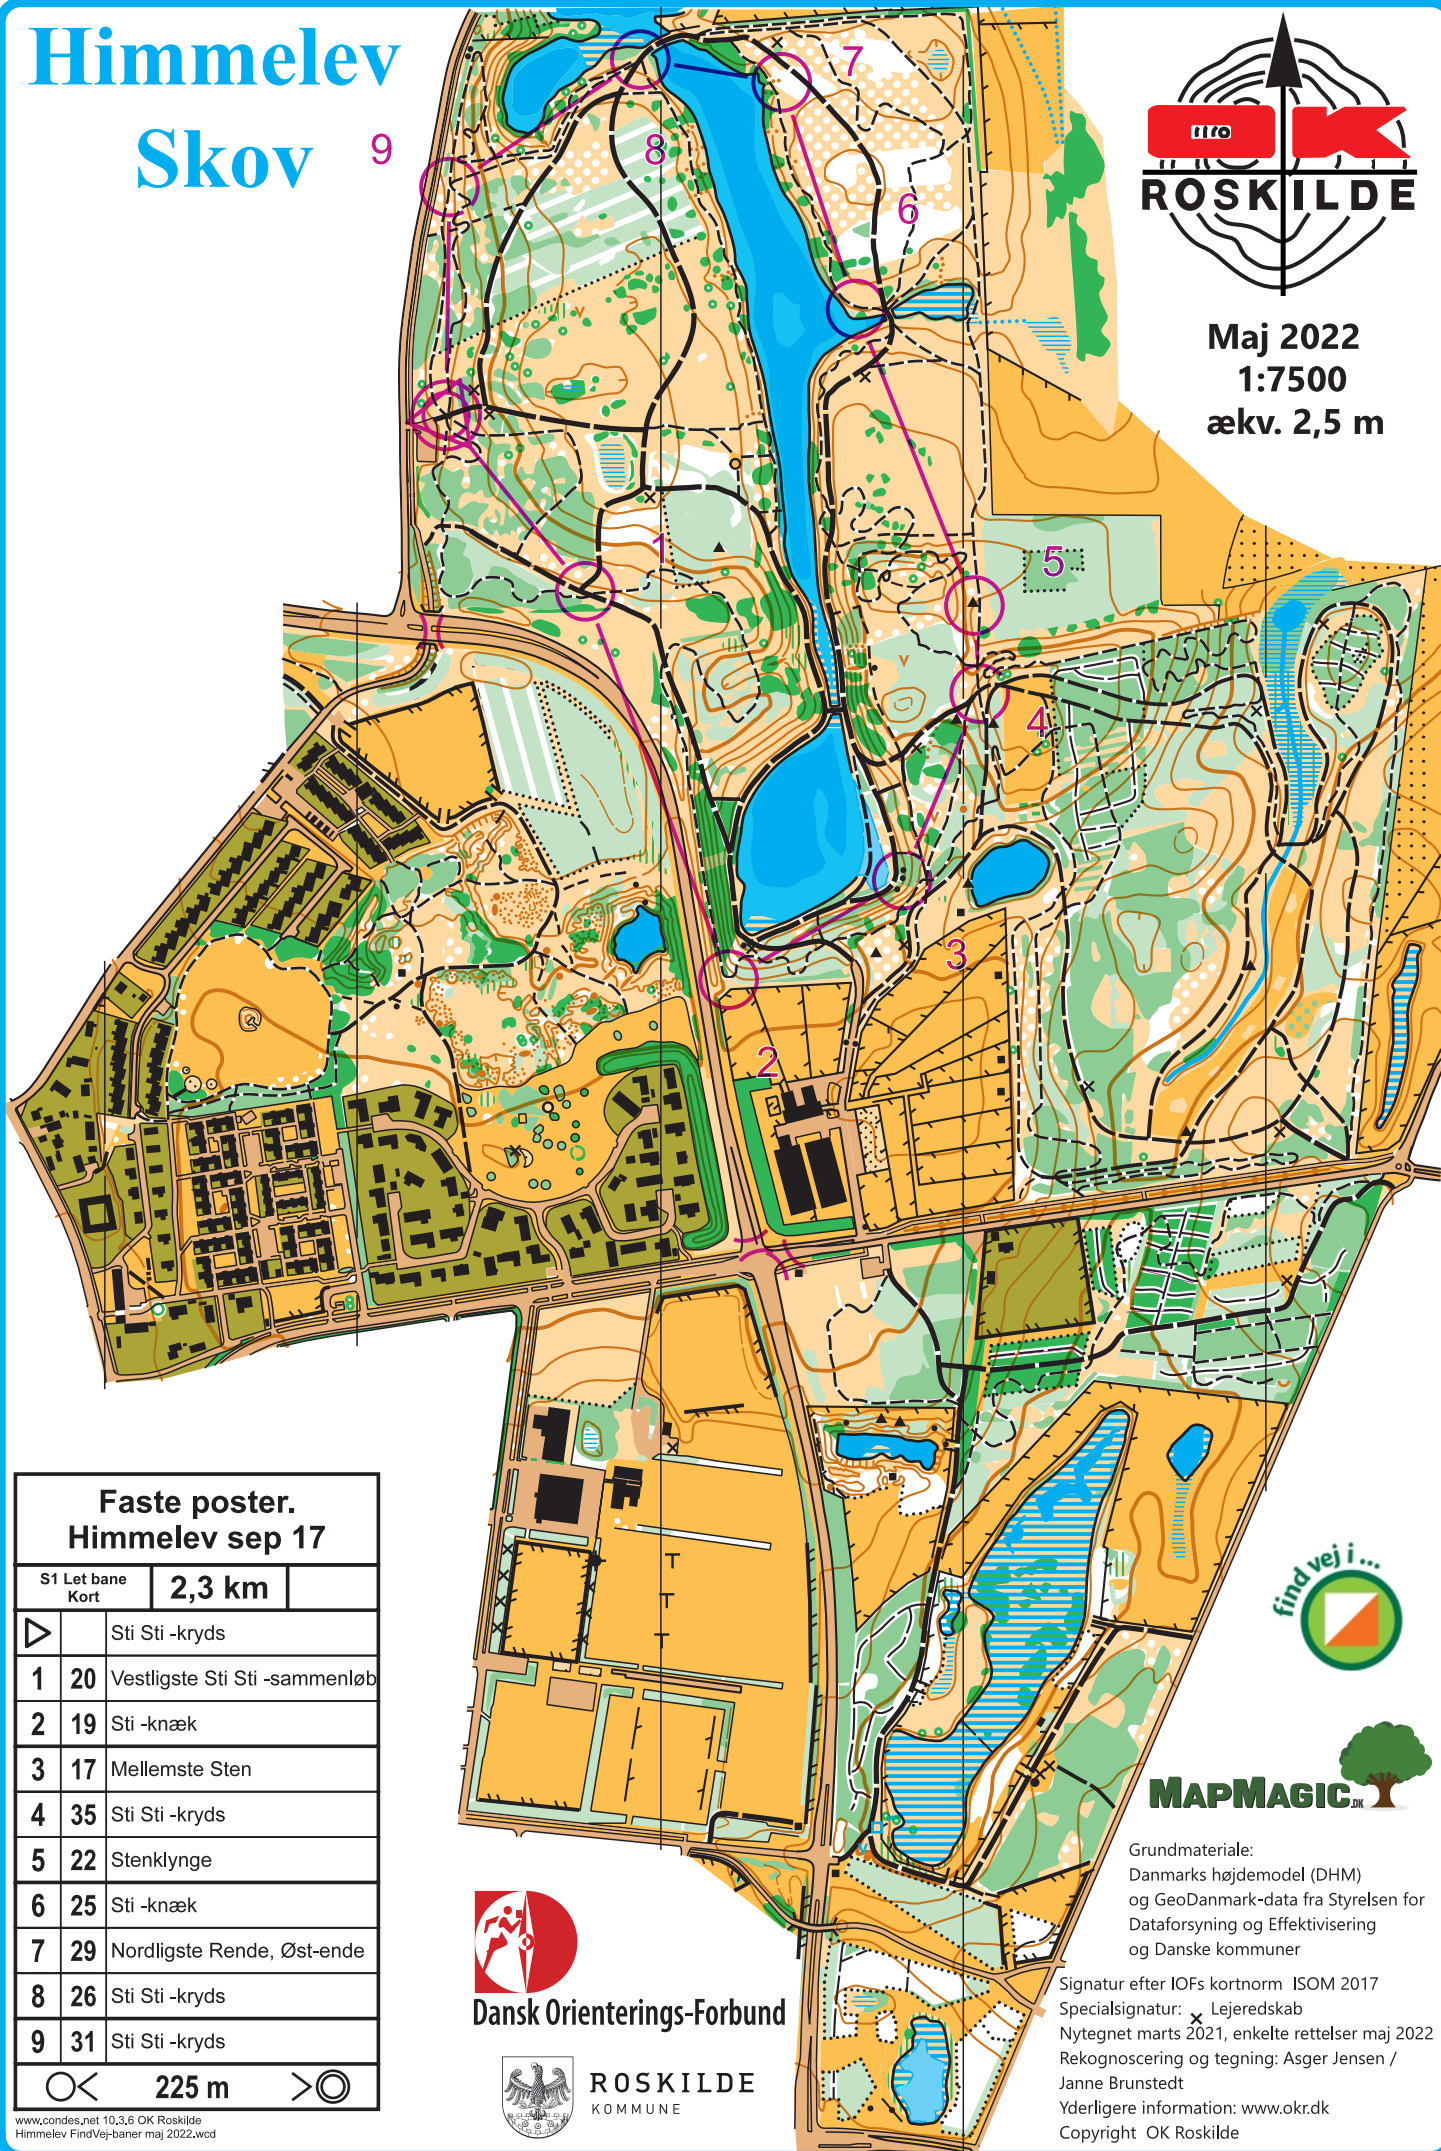 Himmelev
Skov
OK
ROSKILDE
Maj 2022
1:7500
ækv. 2,5 m
9
8
7
6
1
5
4
3
2
Faste poster.
Himmelev sep 17
S1 Let bane
Kort
2,3 km
Sti Sti -kryds
1 20 Vestligste Sti Sti -sammenløb
2 19 Sti -knæk
3 17 Mellemste Sten
4 35 Sti Sti -kryds
5 22 Stenklynge
6 25 Sti -knæk
7 29 Nordligste Rende, Øst-ende
8 26 Sti Sti -kryds
9 31 Sti Sti -kryds
225 m
www.condes.net 10.3.6 OK Roskilde
Himmelev FindVej-baner maj 2022.wcd
Dansk Orienterings-Forbund
ROSKILDE
KOMMUNE
find vej i ...
MAPMAGIC.DK
Grundmateriale:
Danmarks højdemodel (DHM)
og GeoDanmark-data fra Styrelsen for
Dataforsyning og Effektivisering
og Danske kommuner
Signatur efter IOFs kortnorm ISOM 2017
Specialsignatur: × Lejeredskab
Nytegnet marts 2021, enkelte rettelser maj 2022
Rekognoscering og tegning: Asger Jensen /
Janne Brunstedt
Yderligere information: www.okr.dk
Copyright OK Roskilde